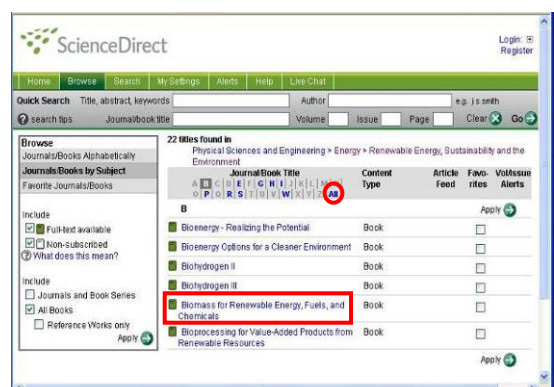 ScienceDirect
Login:
Register
Home Browse Search My Settings Alerts Help Live Chat
Quick Search Title, abstract, keywords Author e.g. j s smith
search tips Journal/book title Volume Issue Page Clear Go
Browse
Journals/Books Alphabetically
Journals/Books by Subject
Favorite Journals/Books
Include
Full-text available
Non-subscribed
What does this mean?
Include
Journals and Book Series
All Books
Reference Works only
Apply
22 titles found in
Physical Sciences and Engineering > Energy > Renewable Energy, Sustainability and the
Environment
Journal/Book Title Content Article Favo- Vol/Issue
Type Feed rites Alerts
A B C D E F G H I J K L M N
O P Q R S T U V W X Y Z All
B Apply
Bioenergy - Realizing the Potential Book
Bioenergy Options for a Cleaner Environment Book
Biohydrogen II Book
Biohydrogen III Book
Biomass for Renewable Energy, Fuels, and Book
Chemicals
Bioprocessing for Value-Added Products from Book
Renewable Resources
Apply